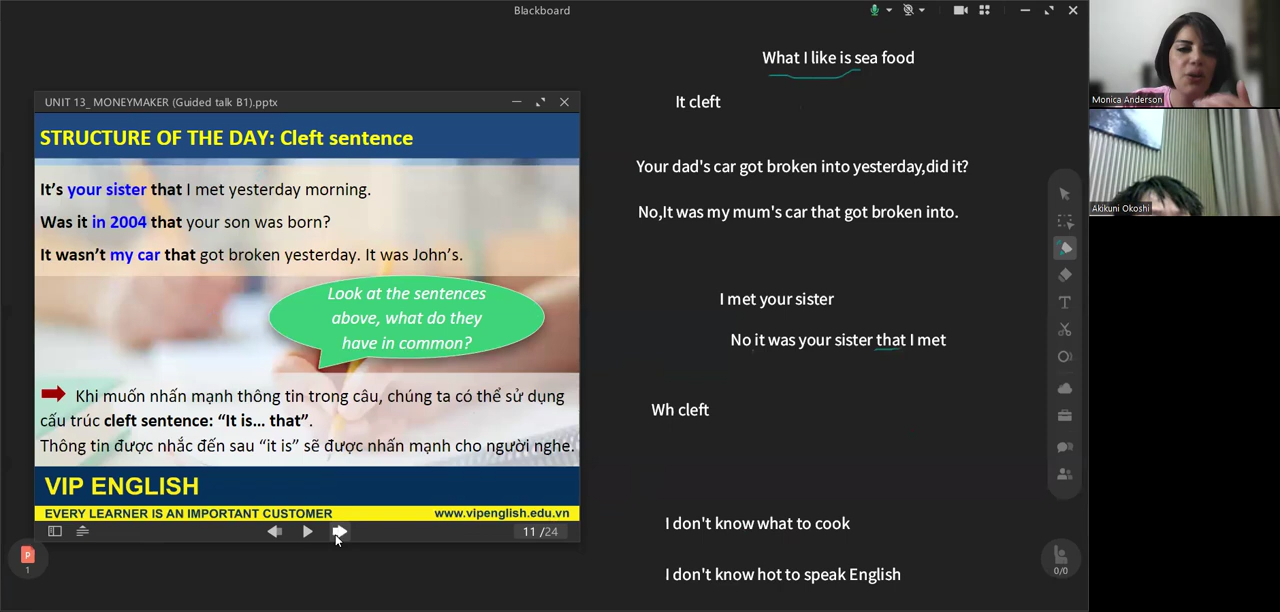 Blackboard
UNIT 13_ MONEYMAKER (Guided talk B1).pptx
STRUCTURE OF THE DAY: Cleft sentence
It's your sister that I met yesterday morning.
Was it in 2004 that your son was born?
It wasn't my car that got broken yesterday. It was John's.
Look at the sentences
above, what do they
have in common?
Khi muốn nhấn mạnh thông tin trong câu, chúng ta có thể sử dụng
cấu trúc cleft sentence: “It is... that”.
Thông tin được nhắc đến sau “it is” sẽ được nhấn mạnh cho người nghe.
VIP ENGLISH
EVERY LEARNER IS AN IMPORTANT CUSTOMER
www.vipenglish.edu.vn
11 /24
P
1
What I like is sea food
It cleft
Your dad's car got broken into yesterday,did it?
No,It was my mum's car that got broken into.
I met your sister
No it was your sister that I met
Wh cleft
I don't know what to cook
I don't know hot to speak English
T
0/0
Monica Anderson
Akikuni Okoshi